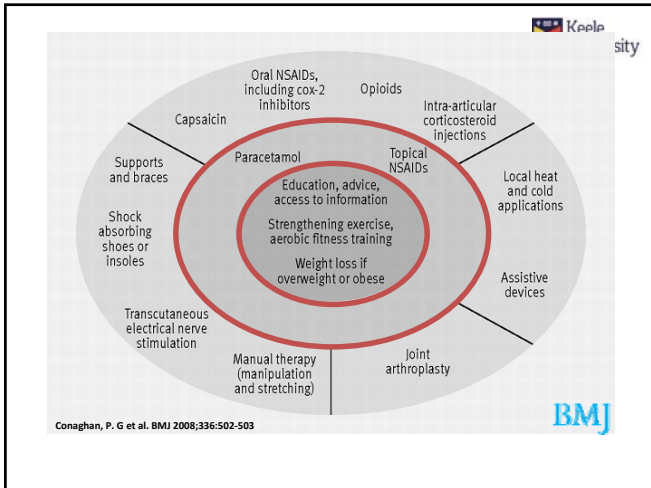 Keele
sity
Oral NSAIDs,
including cox-2
inhibitors
Opioids
Capsaicin
Intra-articular
corticosteroid
injections
Paracetamol
Topical
NSAIDs
Supports
and braces
Education, advice,
access to information
Local heat
and cold
applications
Shock
absorbing
shoes or
insoles
Strengthening exercise,
aerobic fitness training
Weight loss if
overweight or obese
Assistive
devices
Transcutaneous
electrical nerve
stimulation
Manual therapy
(manipulation
and stretching)
Joint
arthroplasty
Conaghan, P. G et al. BMJ 2008;336:502-503
BMJ